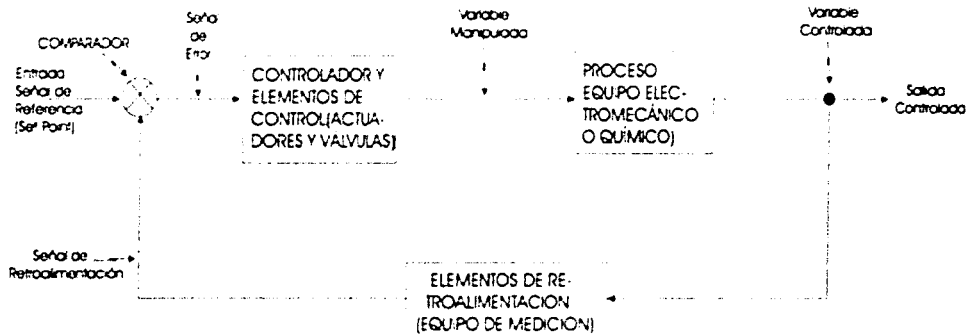 COMPARADOR
Entrada
Señal de
Referencia
(Set Point)
Señal
de
Error
CONTROLADOR Y
ELEMENTOS DE
CONTROL(ACTUA-
DORES Y VALVULAS)
Variable
Manipulada
PROCESO
EQUIPO ELEC-
TROMECÁNICO
O QUÍMICO)
Variable
Controlada
Salida
Controlada
Señal de
Retroalimentación
ELEMENTOS DE RE-
TROALIMENTACION
(EQUIPO DE MEDICION)